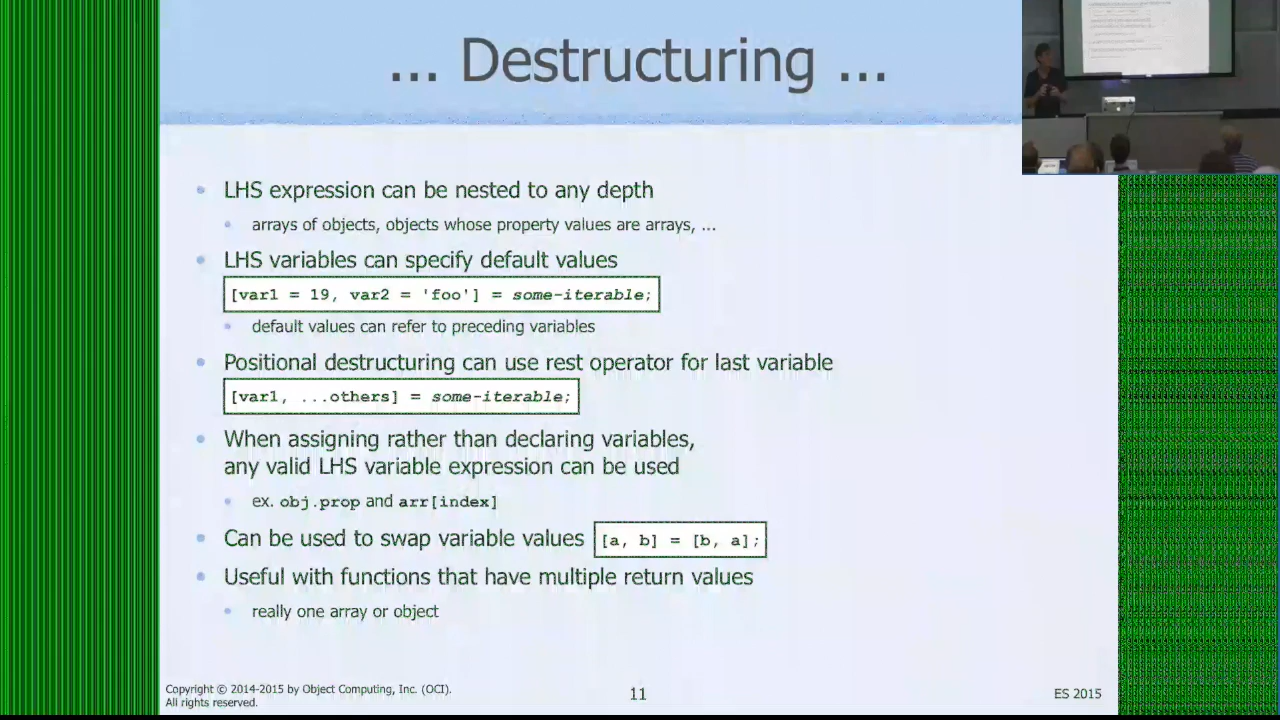 ... Destructuring ...
LHS expression can be nested to any depth
arrays of objects, objects whose property values are arrays, ...
LHS variables can specify default values
[var1 = 19, var2 = 'foo'] = some-iterable;
default values can refer to preceding variables
Positional destructuring can use rest operator for last variable
[var1, ...others] = some-iterable;
When assigning rather than declaring variables,
any valid LHS variable expression can be used
ex. obj.prop and arr[index]
Can be used to swap variable values [a, b] = [b, a];
Useful with functions that have multiple return values
really one array or object
Copyright © 2014-2015 by Object Computing, Inc. (OCI).
All rights reserved.
11
ES 2015